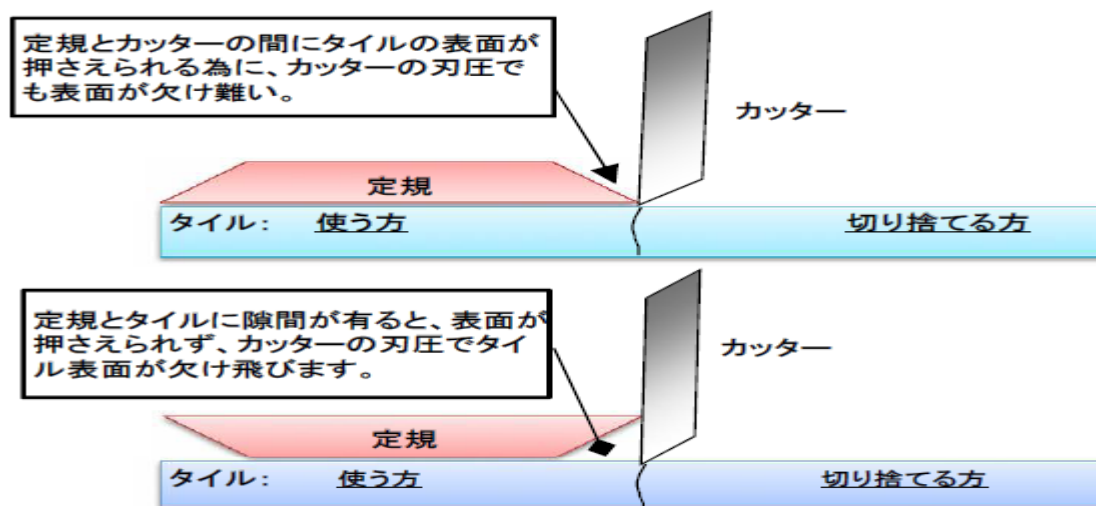 定規とカッターの間にタイルの表面が
押さえられる為に、カッターの刃圧で
も表面が欠け難い。
カッター
定規
タイル： 使う方 切り捨てる方
定規とタイルに隙間が有ると、表面が
押さえられず、カッターの刃圧でタイ
ル表面が欠け飛びます。
カッター
定規
タイル： 使う方 切り捨てる方